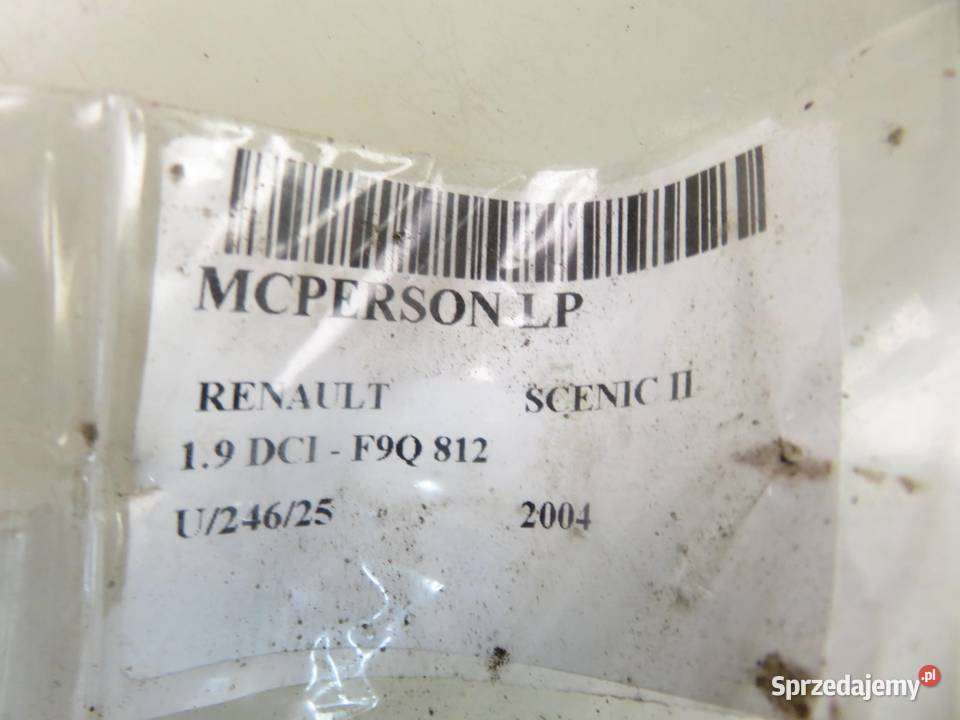 MCPERSON LP
RENAULT SCENIC II
1.9 DCI - F9Q 812
U/246/25 2004
Sprzedajemy.pl